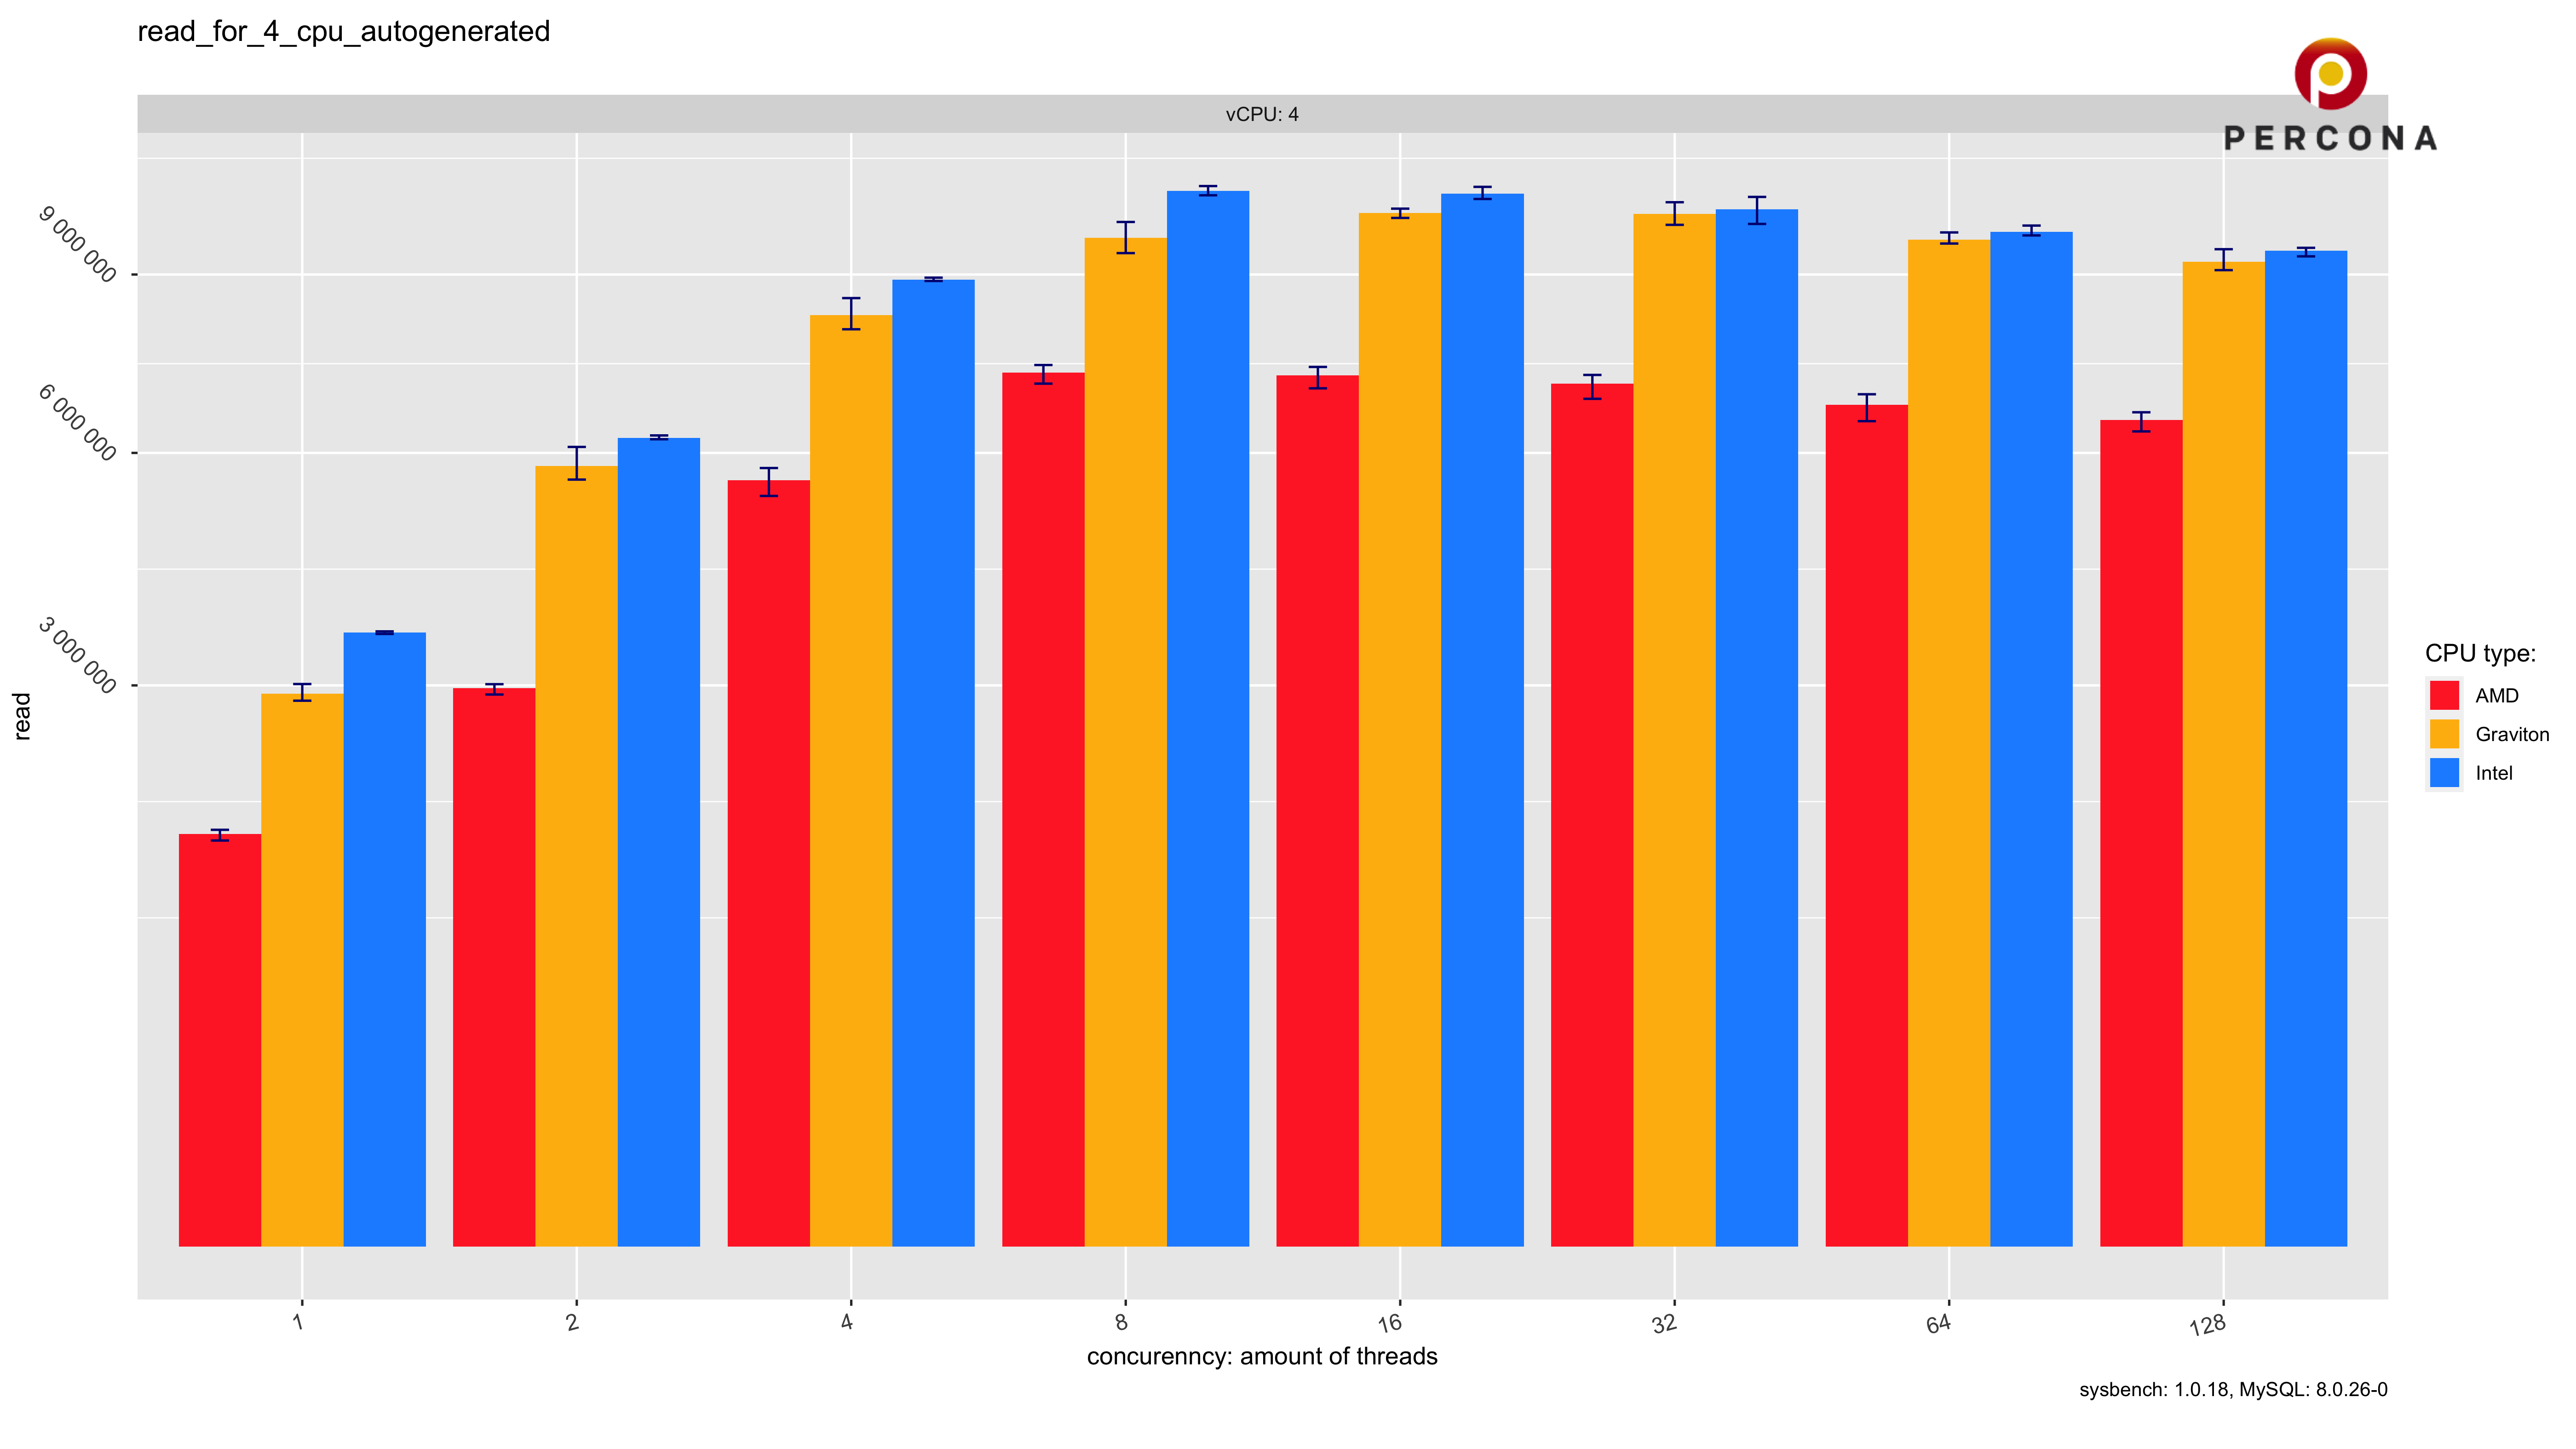 read_for_4_cpu_autogenerated
PERCONA
vCPU: 4
9 000 000
6 000 000
3 000 000
read
CPU type:
AMD
Graviton
Intel
1 2 4 8 16 32 64 128
concurenncy: amount of threads
sysbench: 1.0.18, MySQL: 8.0.26-0